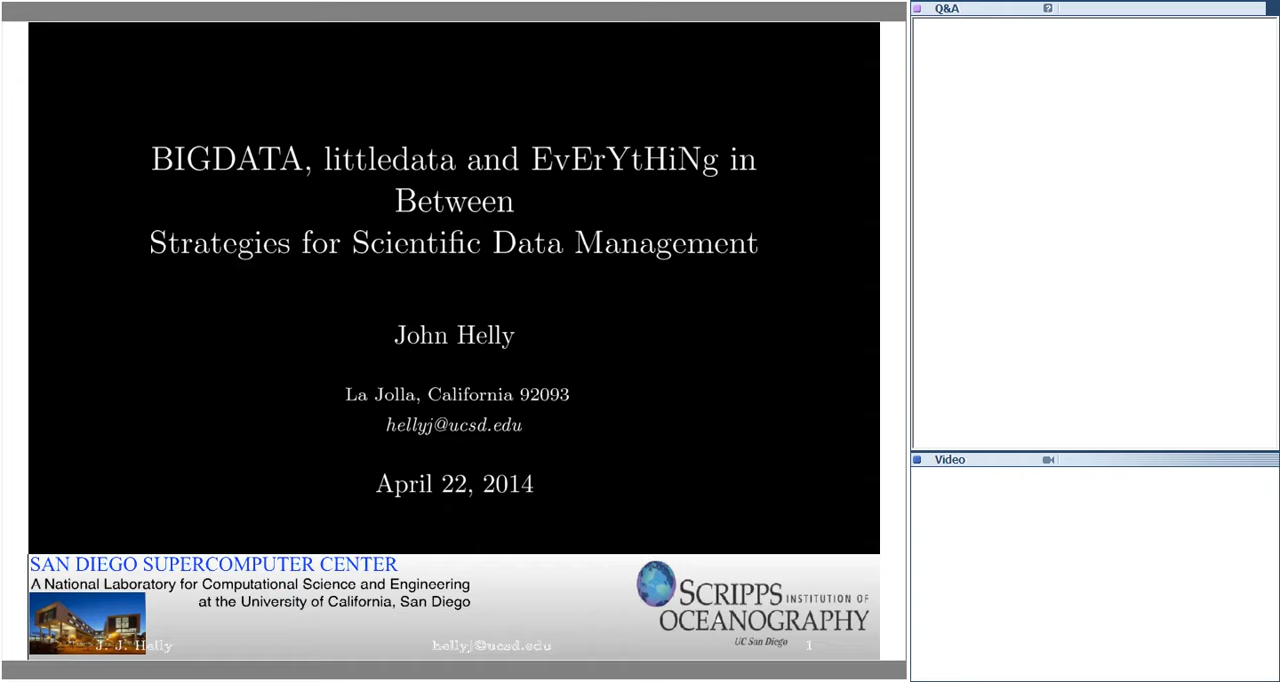 BIGDATA, littledata and EvErYtHiNg in
Between
Strategies for Scientific Data Management
John Helly
La Jolla, California 92093
hellyj@ucsd.edu
April 22, 2014
SAN DIEGO SUPERCOMPUTER CENTER
A National Laboratory for Computational Science and Engineering
at the University of California, San Diego
SCRIPPS INSTITUTION OF
OCEANOGRAPHY
UC San Diego
J. J. Helly hellyj@ucsd.edu 1
Q&A ?
Video